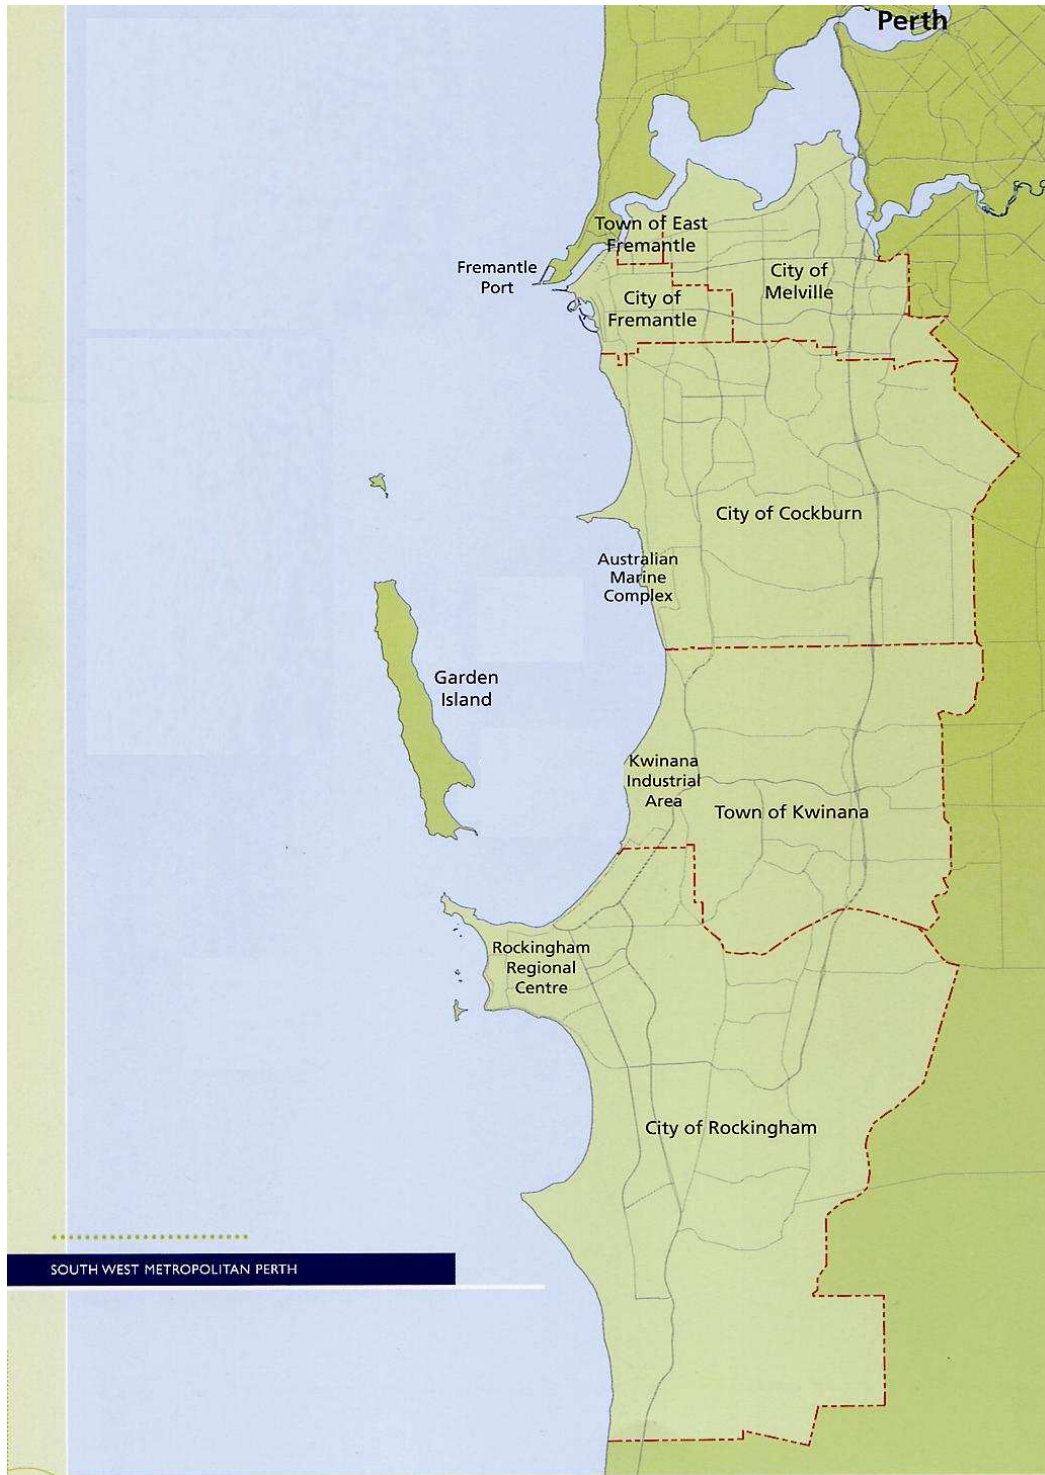 Perth
Town of East
Fremantle
Fremantle
Port
City of
Melville
City of
Fremantle
City of Cockburn
Australian
Marine
Complex
Garden
Island
Kwinana
Industrial
Area
Town of Kwinana
Rockingham
Regional
Centre
City of Rockingham
SOUTH WEST METROPOLITAN PERTH